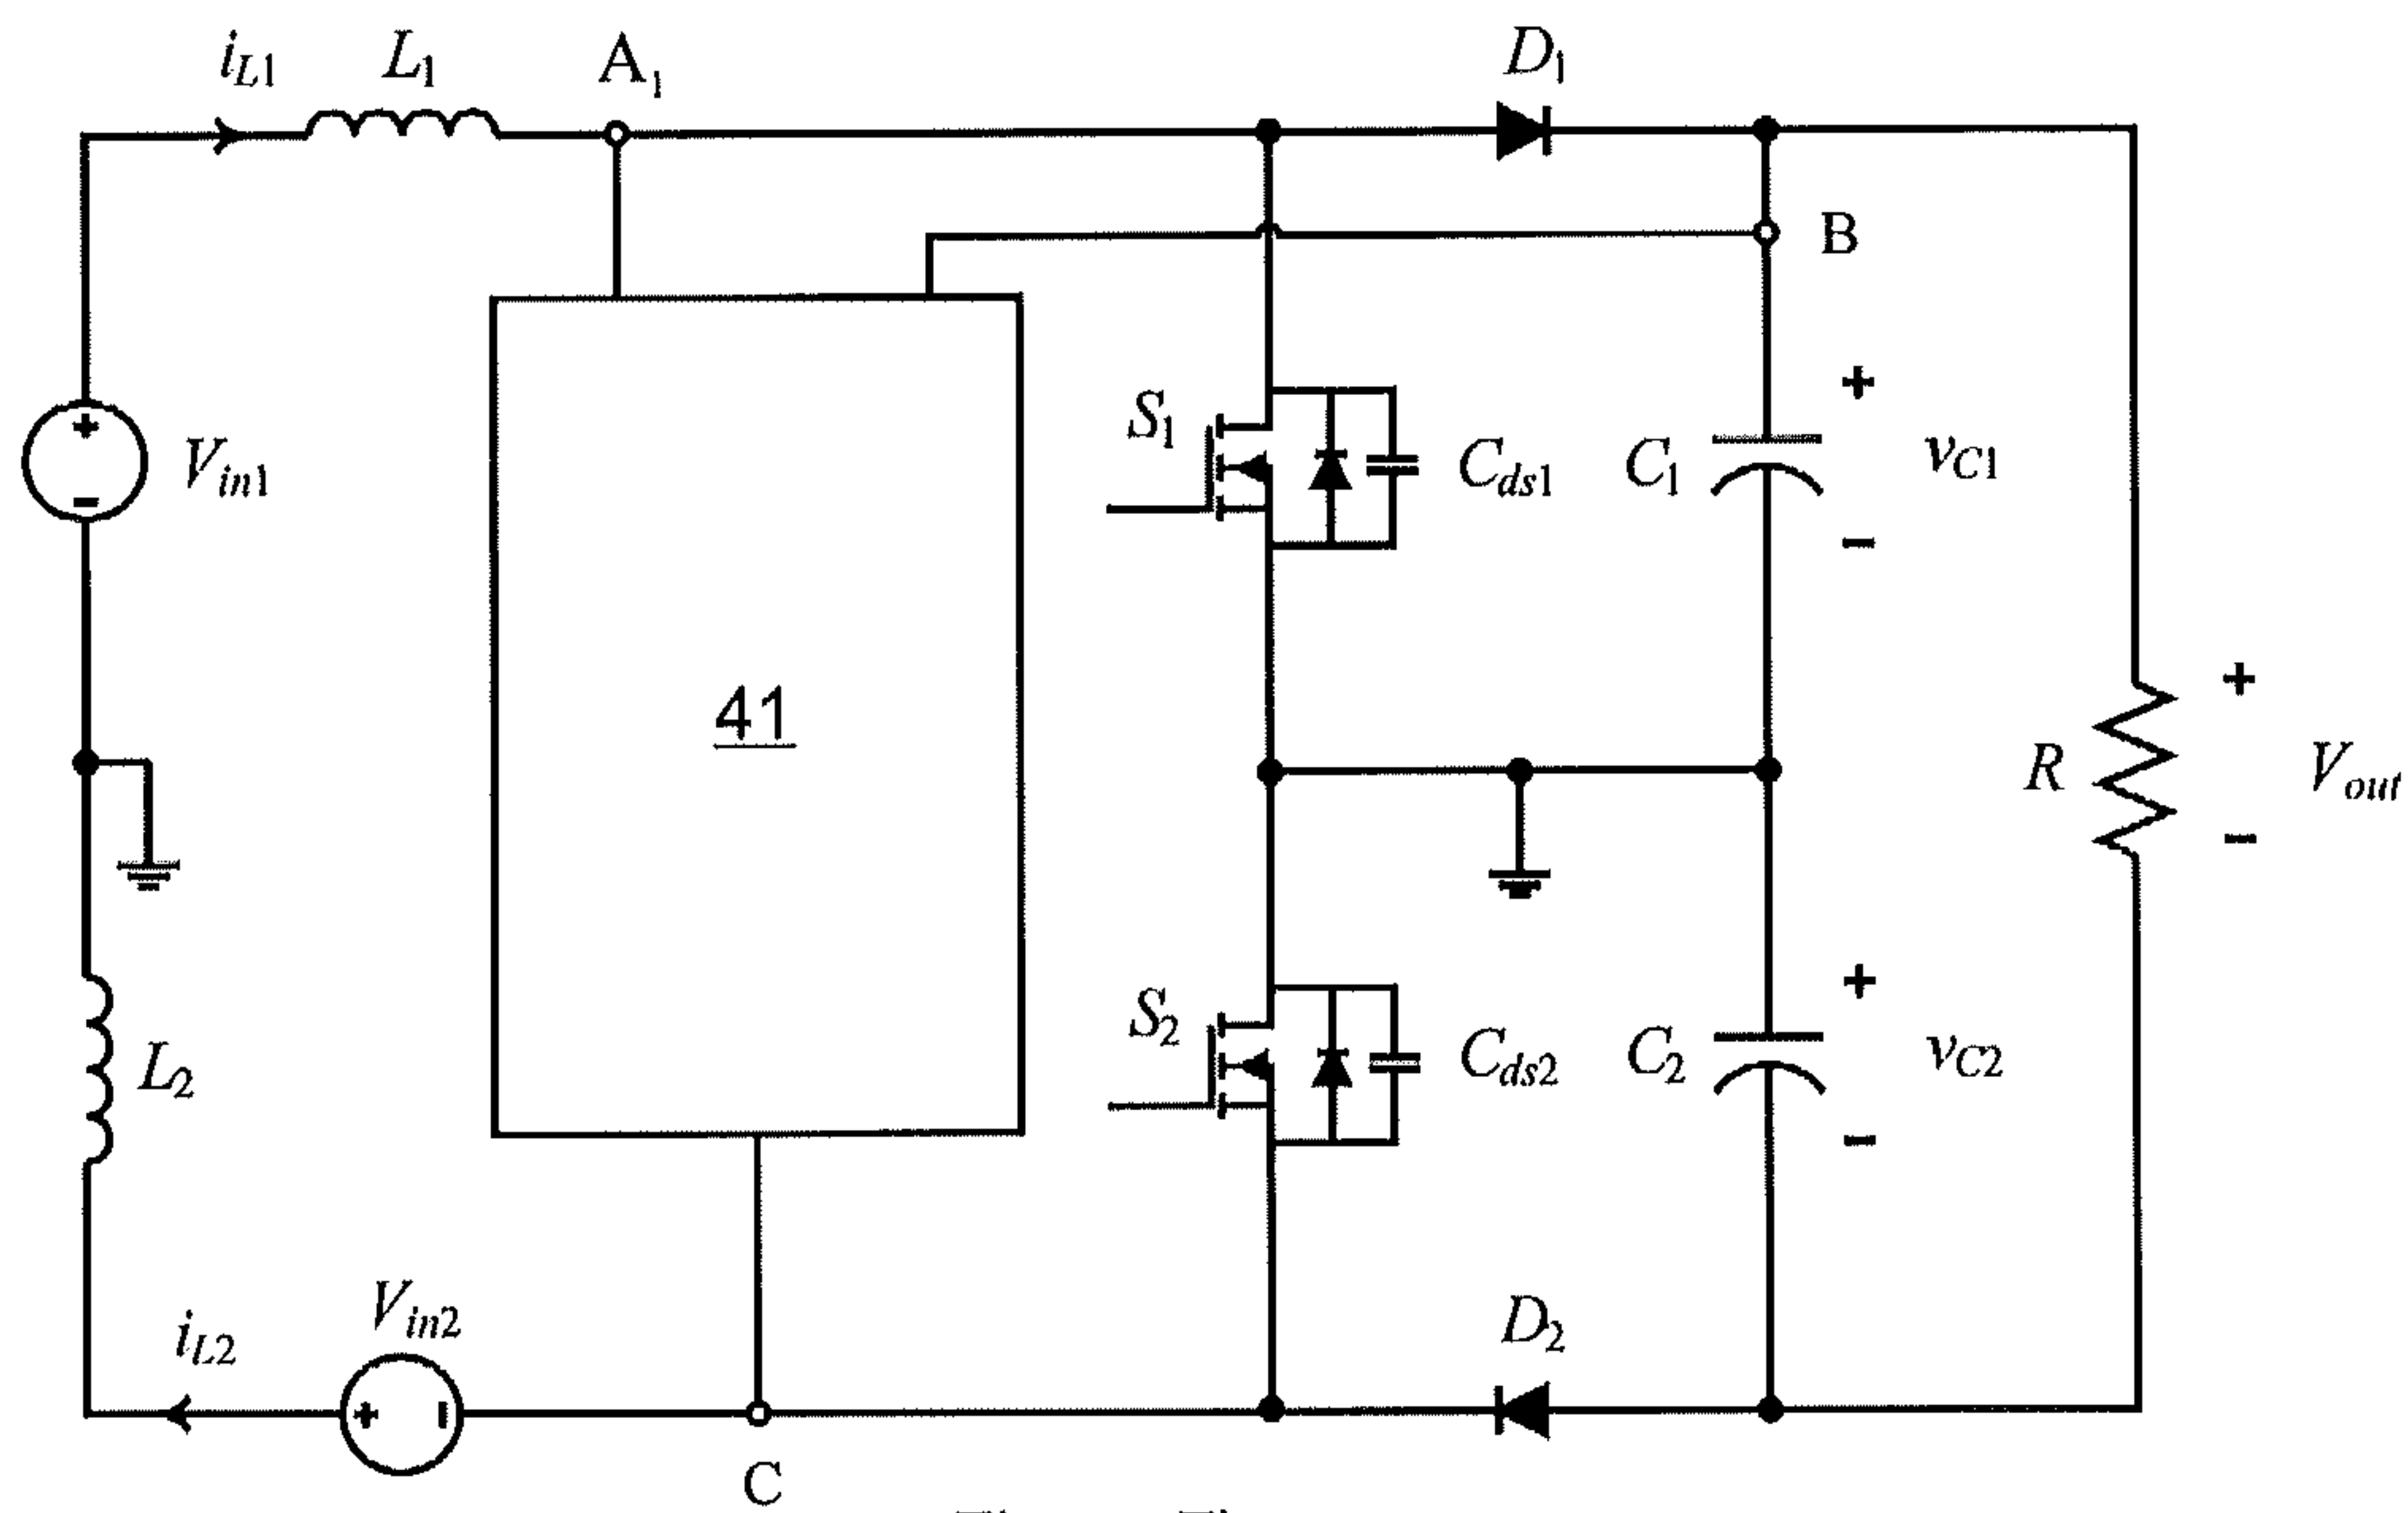 iL1
L1
A1
D1
B
+
-
Vin1
S1
Cds1
C1
+
-
vC1
41
R
+
-
Vout
L2
S2
Cds2
C2
+
-
vC2
iL2
Vin2
+
-
D2
C